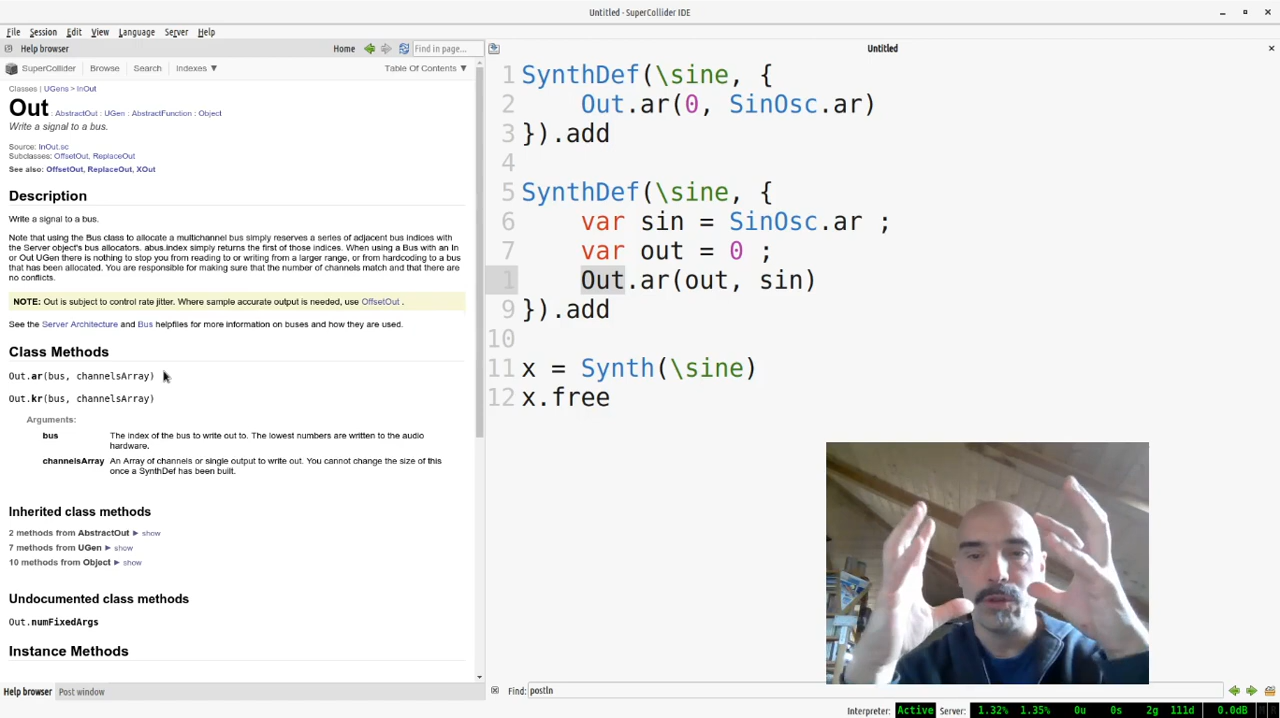 Untitled - SuperCollider IDE
File Session Edit View Language Server Help
Help browser Home Find in page...
SuperCollider Browse Search Indexes ▼ Table Of Contents ▼
Classes | UGens > InOut
Out : AbstractOut : UGen : AbstractFunction : Object
Write a signal to a bus.
Source: InOut.sc
Subclasses: OffsetOut, ReplaceOut
See also: OffsetOut, ReplaceOut, XOut
Description
Write a signal to a bus.
Note that using the Bus class to allocate a multichannel bus simply reserves a series of adjacent bus indices with
the Server object's bus allocators. abus.index simply returns the first of those indices. When using a Bus with an In
or Out UGen there is nothing to stop you from reading to or writing from a larger range, or from hardcoding to a bus
that has been allocated. You are responsible for making sure that the number of channels match and that there are
no conflicts.
NOTE: Out is subject to control rate jitter. Where sample accurate output is needed, use OffsetOut .
See the Server Architecture and Bus helpfiles for more information on buses and how they are used.
Class Methods
Out.ar(bus, channelsArray)
Out.kr(bus, channelsArray)
Arguments:
bus The index of the bus to write out to. The lowest numbers are written to the audio
hardware.
channelsArray An Array of channels or single output to write out. You cannot change the size of this
once a SynthDef has been built.
Inherited class methods
2 methods from AbstractOut ► show
7 methods from UGen ► show
10 methods from Object ► show
Undocumented class methods
Out.numFixedArgs
Instance Methods
Help browser Post window
Untitled
1 SynthDef(\sine, {
2 Out.ar(0, SinOsc.ar)
3 }).add
4
5 SynthDef(\sine, {
6 var sin = SinOsc.ar ;
7 var out = 0 ;
1 Out.ar(out, sin)
9 }).add
10
11 x = Synth(\sine)
12 x.free
Find: postln
Interpreter: Active Server: 1.32% 1.35% 0u 0s 2g 111d 0.0dB